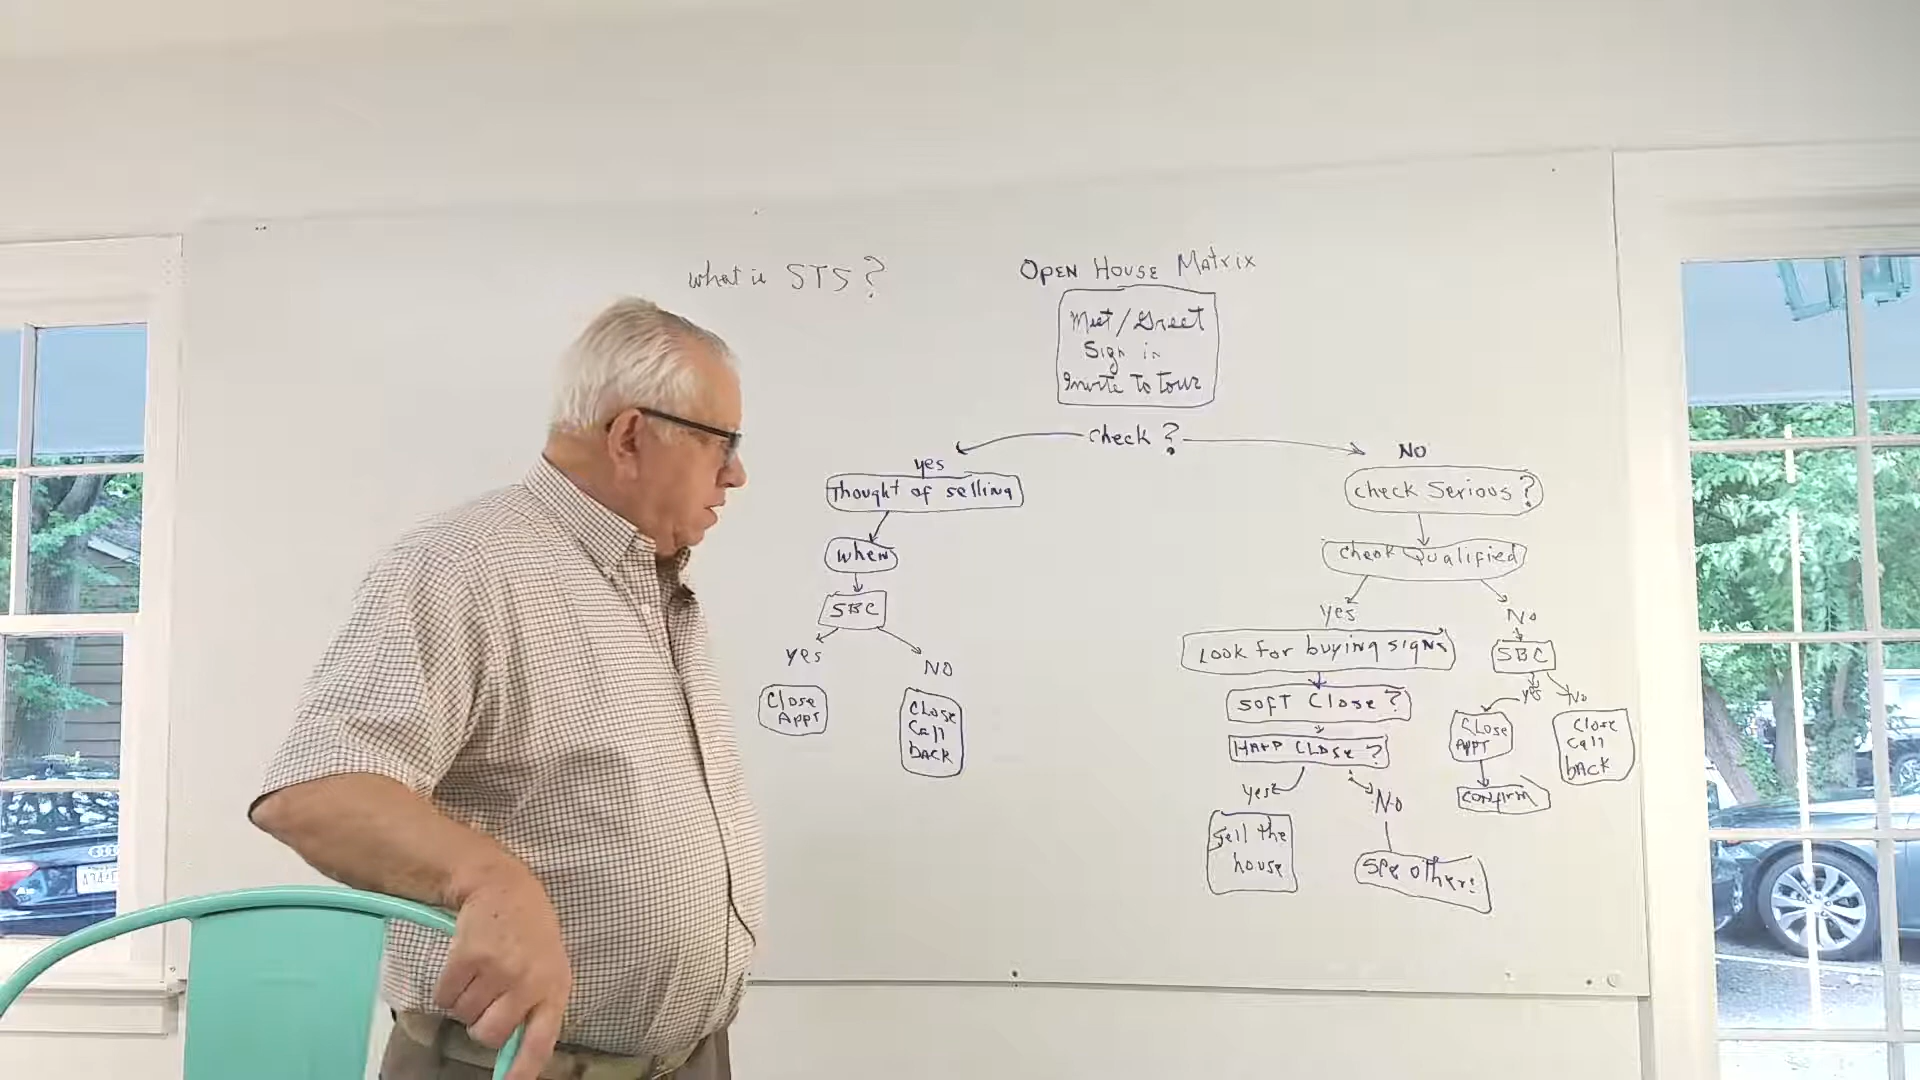 what is STS?
OPEN HOUSE MATRIX
Meet/Greet
Sign in
Invite to tour
check?
yes
Thought of selling
when
SBC
yes
NO
Close
APPT
CLOSE
Call
back
NO
check Serious?
check Qualified
yes
No
Look for buying signs
SBC
yes
No
SOFT Close?
HARD CLOSE?
CLOSE
APPT
Close
Call
bACK
confirm
yes
No
Sell the
house
See other!